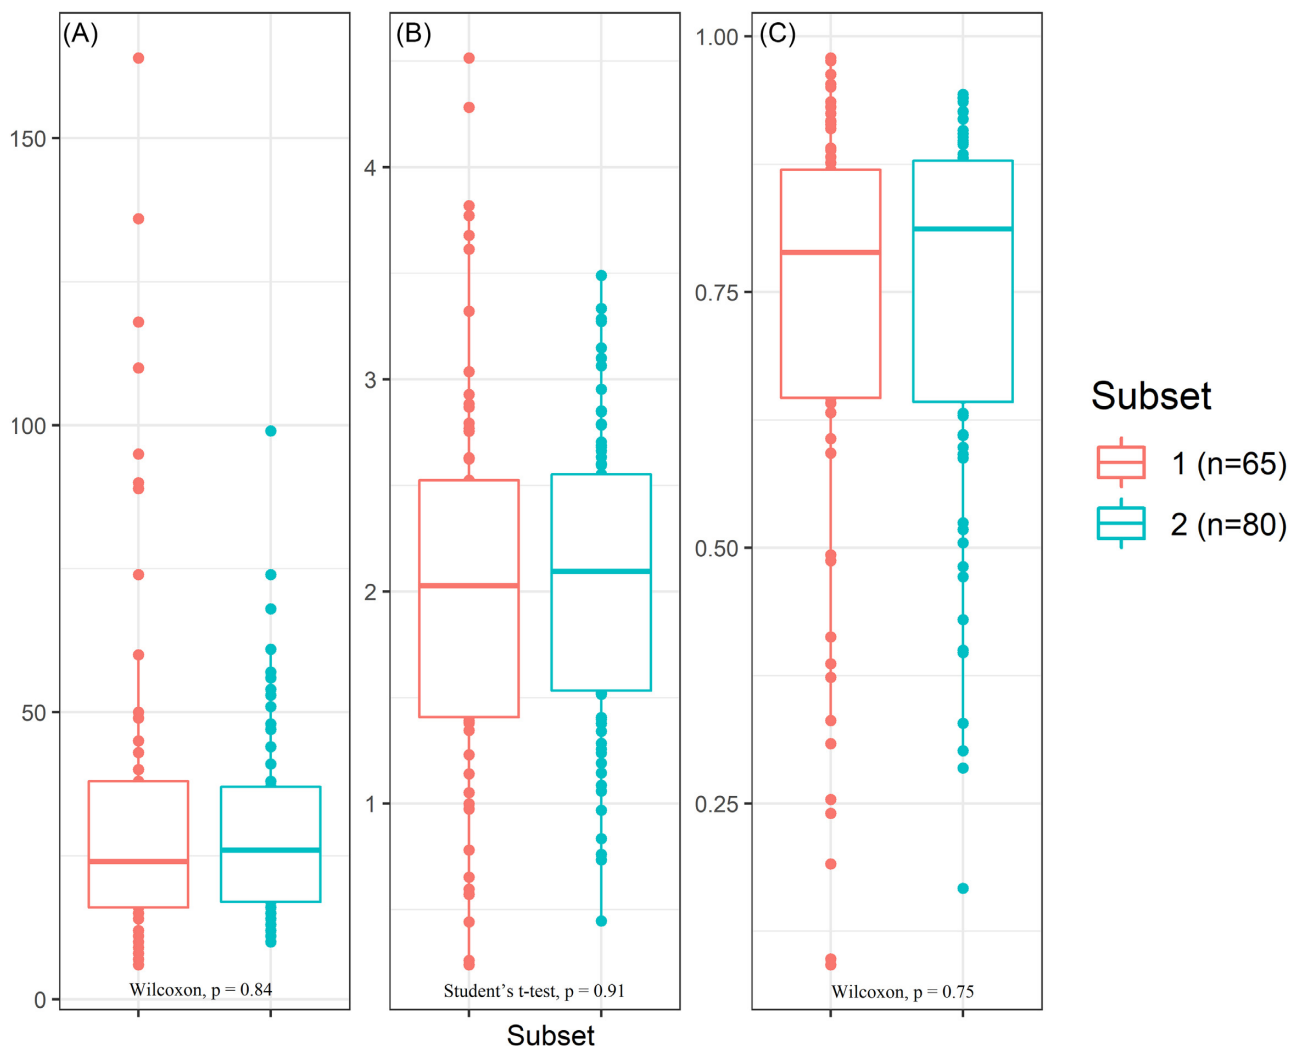 (A)
150
100
50
0
Wilcoxon, p = 0.84
(B)
4
3
2
1
Student’s t-test, p = 0.91
Subset
(C)
1.00
0.75
0.50
0.25
Wilcoxon, p = 0.75
Subset
1 (n=65)
2 (n=80)